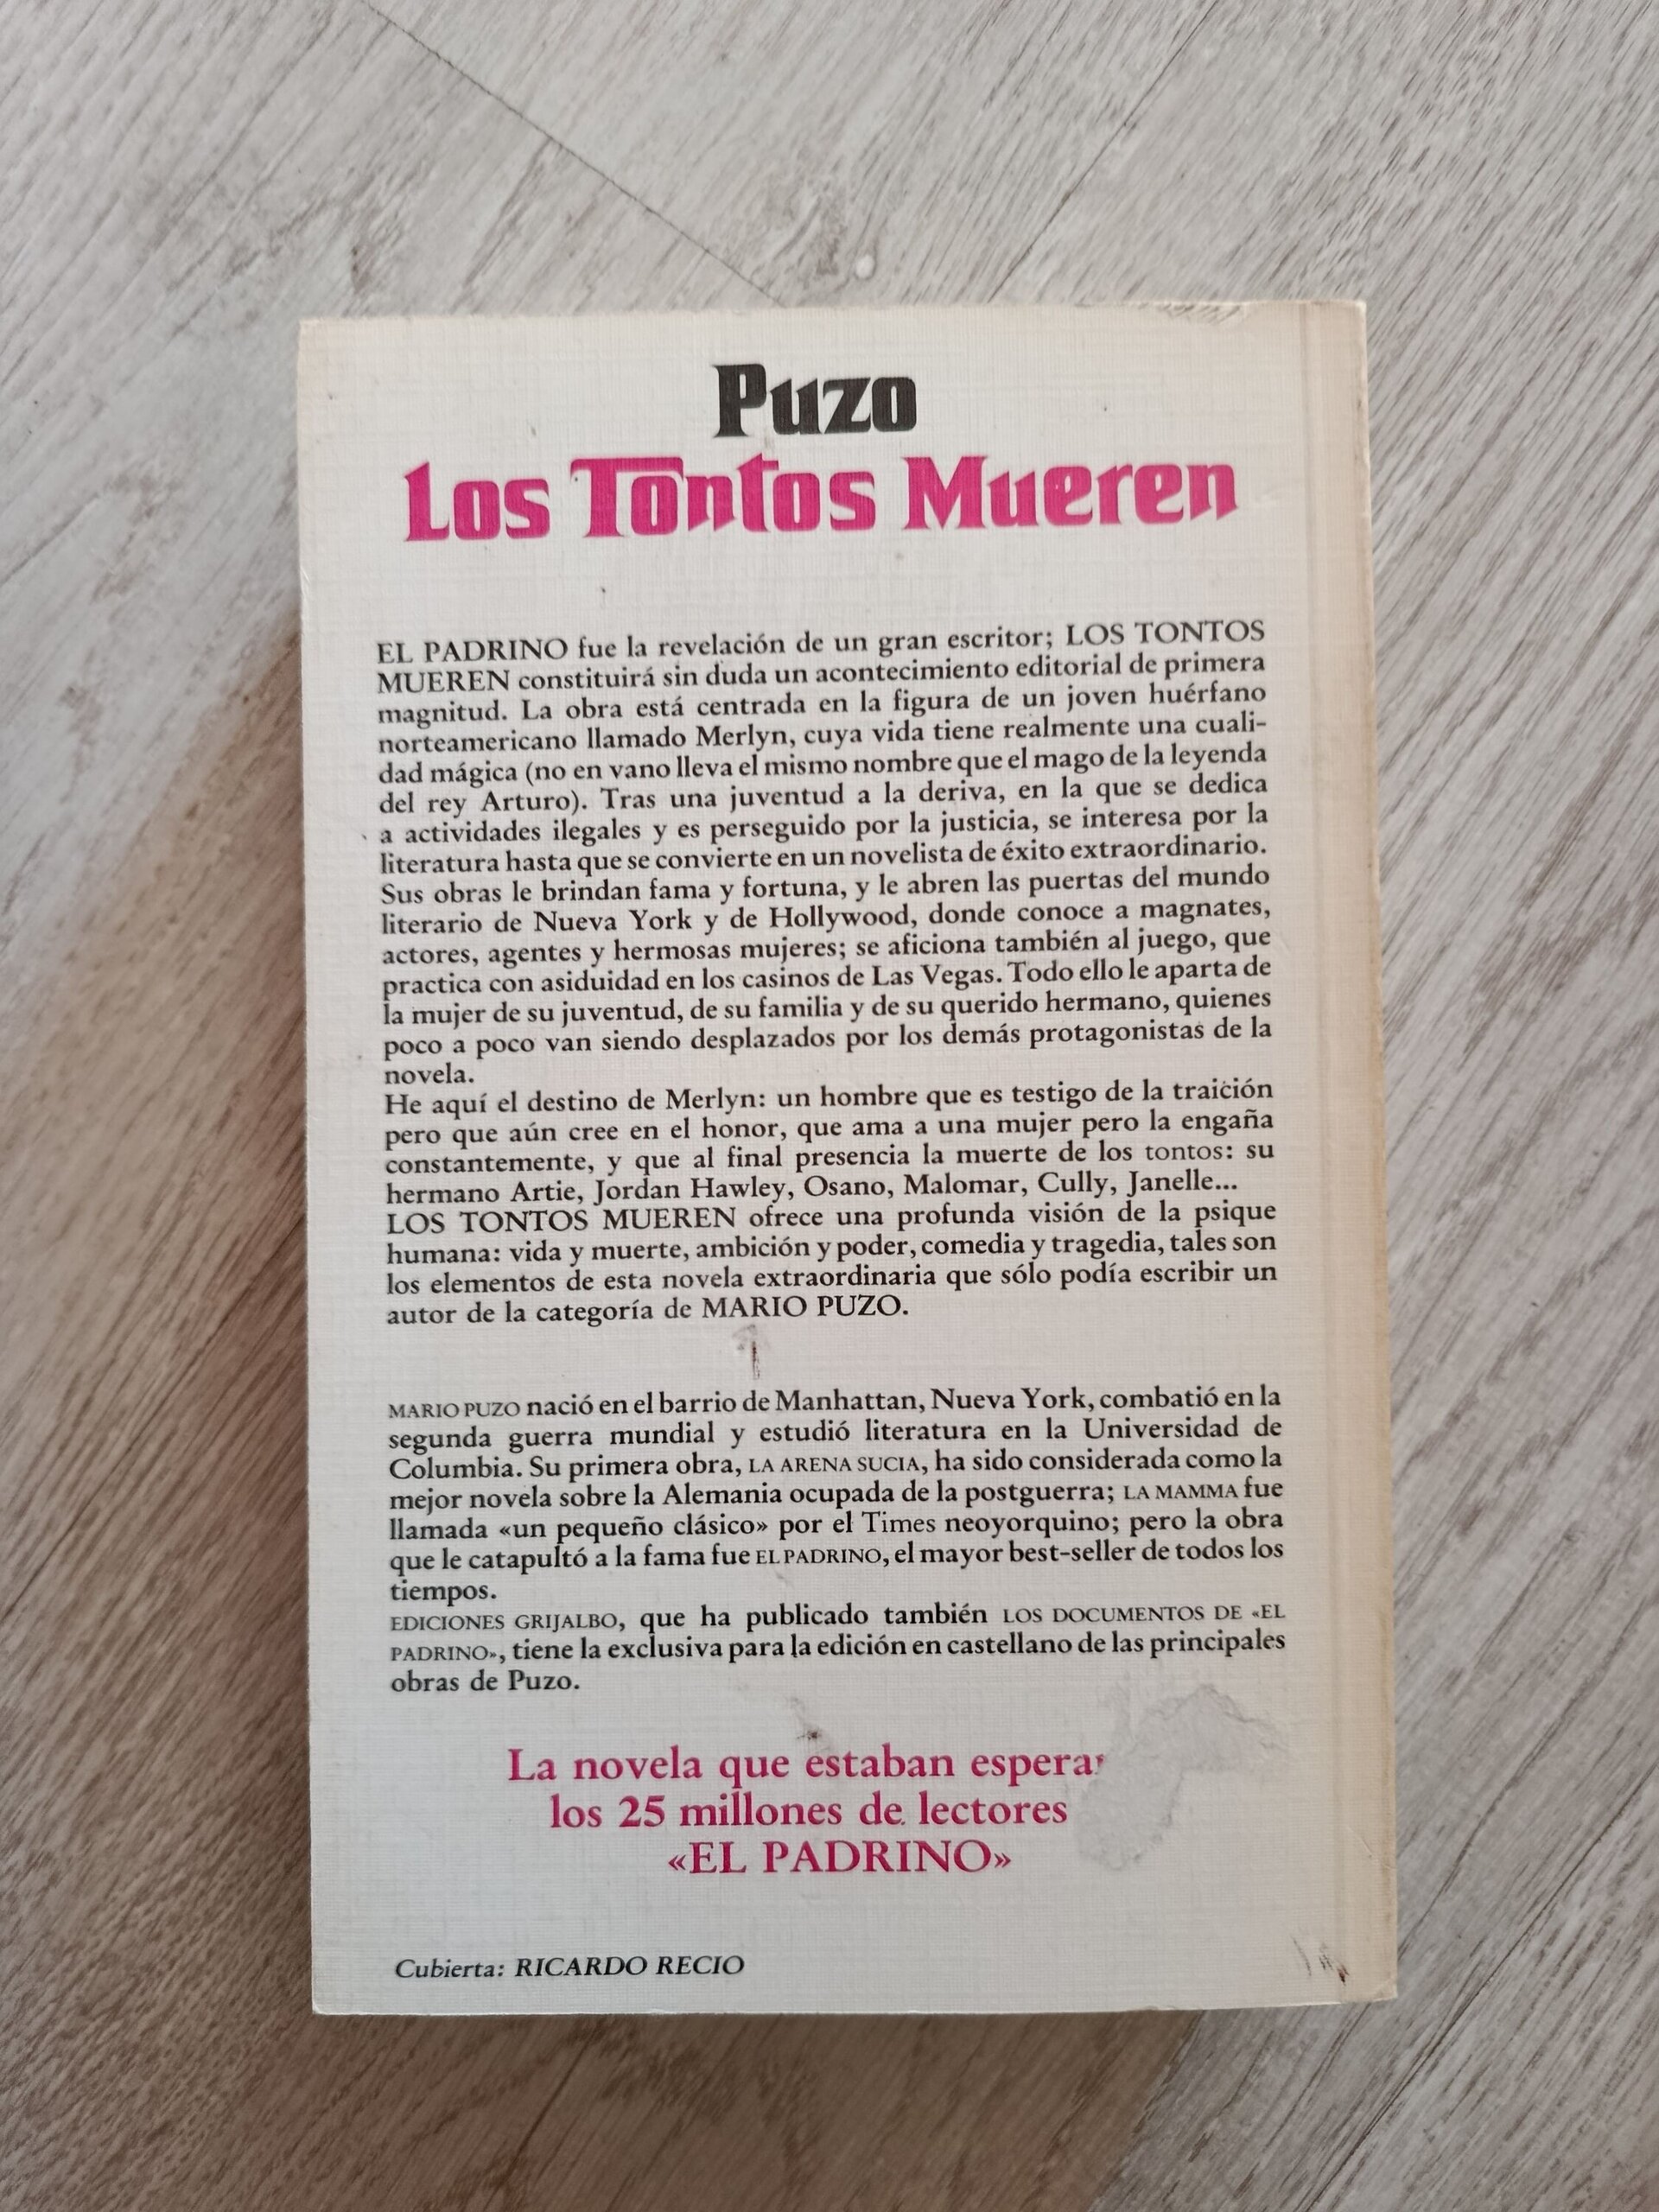 Puzo
Los Tontos Mueren
EL PADRINO fue la revelación de un gran escritor; LOS TONTOS
MUEREN constituirá sin duda un acontecimiento editorial de primera
magnitud. La obra está centrada en la figura de un joven huérfano
norteamericano llamado Merlyn, cuya vida tiene realmente una cuali-
dad mágica (no en vano lleva el mismo nombre que el mago de la leyenda
del rey Arturo). Tras una juventud a la deriva, en la que se dedica
a actividades ilegales y es perseguido por la justicia, se interesa por la
literatura hasta que se convierte en un novelista de éxito extraordinario.
Sus obras le brindan fama y fortuna, y le abren las puertas del mundo
literario de Nueva York y de Hollywood, donde conoce a magnates,
actores, agentes y hermosas mujeres; se aficiona también al juego, que
practica con asiduidad en los casinos de Las Vegas. Todo ello le aparta de
la mujer de su juventud, de su familia y de su querido hermano, quienes
poco a poco van siendo desplazados por los demás protagonistas de la
novela.
He aquí el destino de Merlyn: un hombre que es testigo de la traición
pero que aún cree en el honor, que ama a una mujer pero la engaña
constantemente, y que al final presencia la muerte de los tontos: su
hermano Artie, Jordan Hawley, Osano, Malomar, Cully, Janelle...
LOS TONTOS MUEREN ofrece una profunda visión de la psique
humana: vida y muerte, ambición y poder, comedia y tragedia, tales son
los elementos de esta novela extraordinaria que sólo podía escribir un
autor de la categoría de MARIO PUZO.
MARIO PUZO nació en el barrio de Manhattan, Nueva York, combatió en la
segunda guerra mundial y estudió literatura en la Universidad de
Columbia. Su primera obra, LA ARENA SUCIA, ha sido considerada como la
mejor novela sobre la Alemania ocupada de la postguerra; LA MAMMA fue
llamada «un pequeño clásico» por el Times neoyorquino; pero la obra
que le catapultó a la fama fue EL PADRINO, el mayor best-seller de todos los
tiempos.
EDICIONES GRIJALBO, que ha publicado también LOS DOCUMENTOS DE «EL
PADRINO», tiene la exclusiva para la edición en castellano de las principales
obras de Puzo.
La novela que estaban
los 25 millones de lectores
«EL PADRINO»
Cubierta: RICARDO RECIO